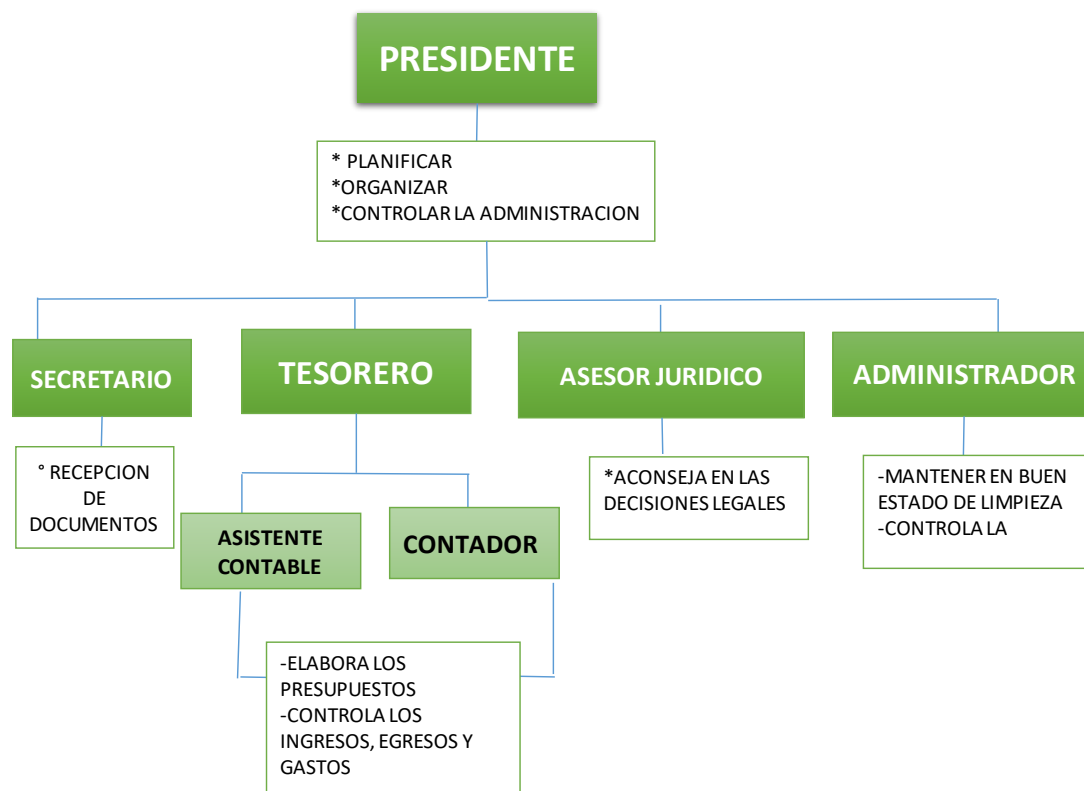 PRESIDENTE
* PLANIFICAR
*ORGANIZAR
*CONTROLAR LA ADMINISTRACION
SECRETARIO
TESORERO
ASESOR JURIDICO
ADMINISTRADOR
° RECEPCION
DE
DOCUMENTOS
*ACONSEJA EN LAS
DECISIONES LEGALES
-MANTENER EN BUEN
ESTADO DE LIMPIEZA
-CONTROLA LA
ASISTENTE
CONTABLE
CONTADOR
-ELABORA LOS
PRESUPUESTOS
-CONTROLA LOS
INGRESOS, EGRESOS Y
GASTOS